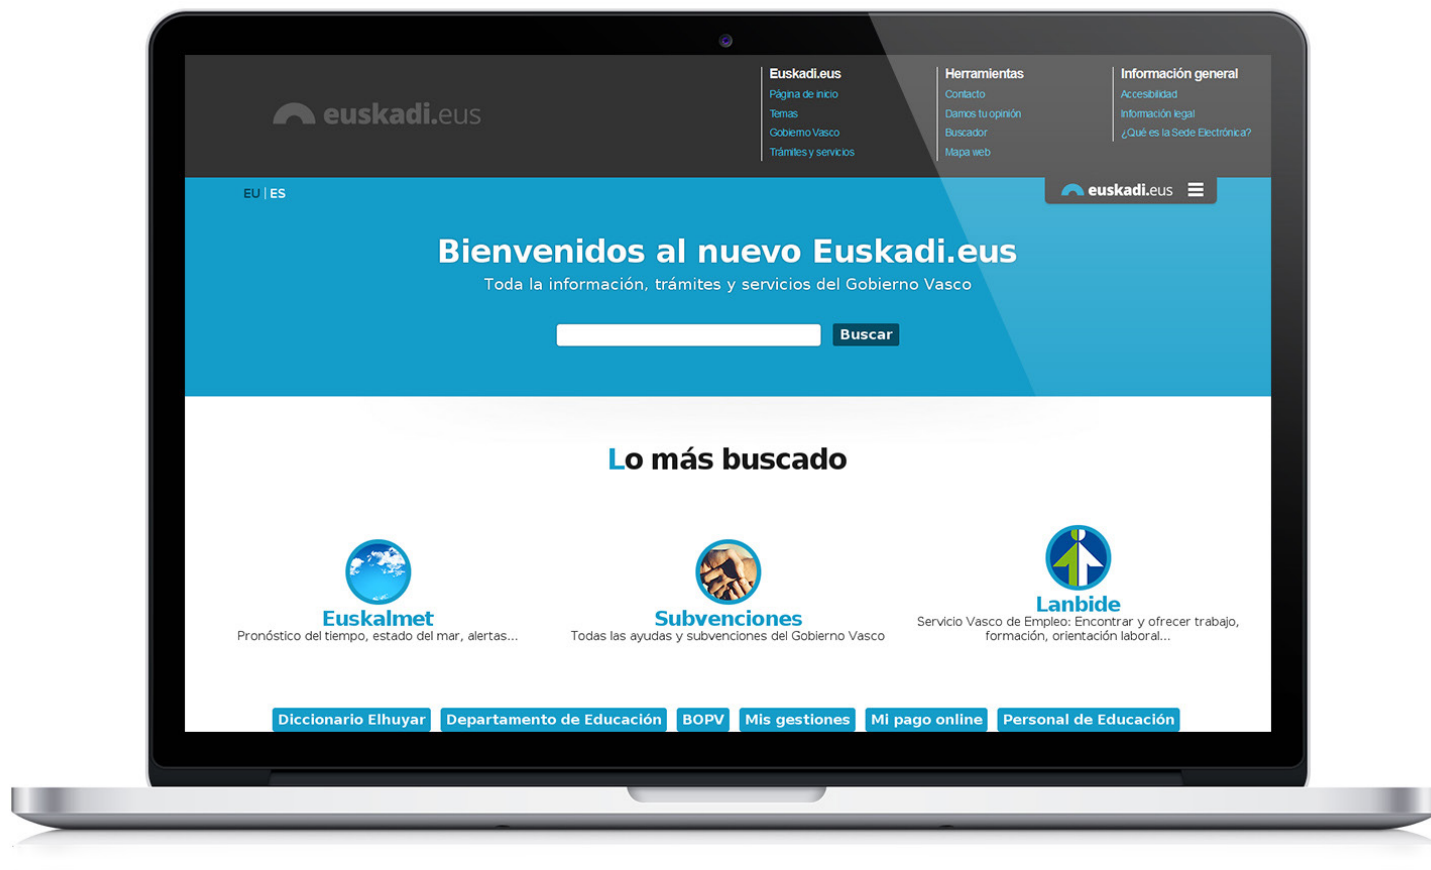 euskadi.eus
Euskadi.eus
Página de inicio
Temas
Gobierno Vasco
Trámites y servicios
Herramientas
Contacto
Darnos tu opinión
Buscador
Mapa web
Información general
Accesibilidad
Información legal
¿Qué es la Sede Electrónica?
EU | ES
euskadi.eus
Bienvenidos al nuevo Euskadi.eus
Toda la información, trámites y servicios del Gobierno Vasco
Buscar
Lo más buscado
Euskalmet
Pronóstico del tiempo, estado del mar, alertas...
Subvenciones
Todas las ayudas y subvenciones del Gobierno Vasco
Lanbide
Servicio Vasco de Empleo: Encontrar y ofrecer trabajo,
formación, orientación laboral...
Diccionario Elhuyar Departamento de Educación BOPV Mis gestiones Mi pago online Personal de Educación